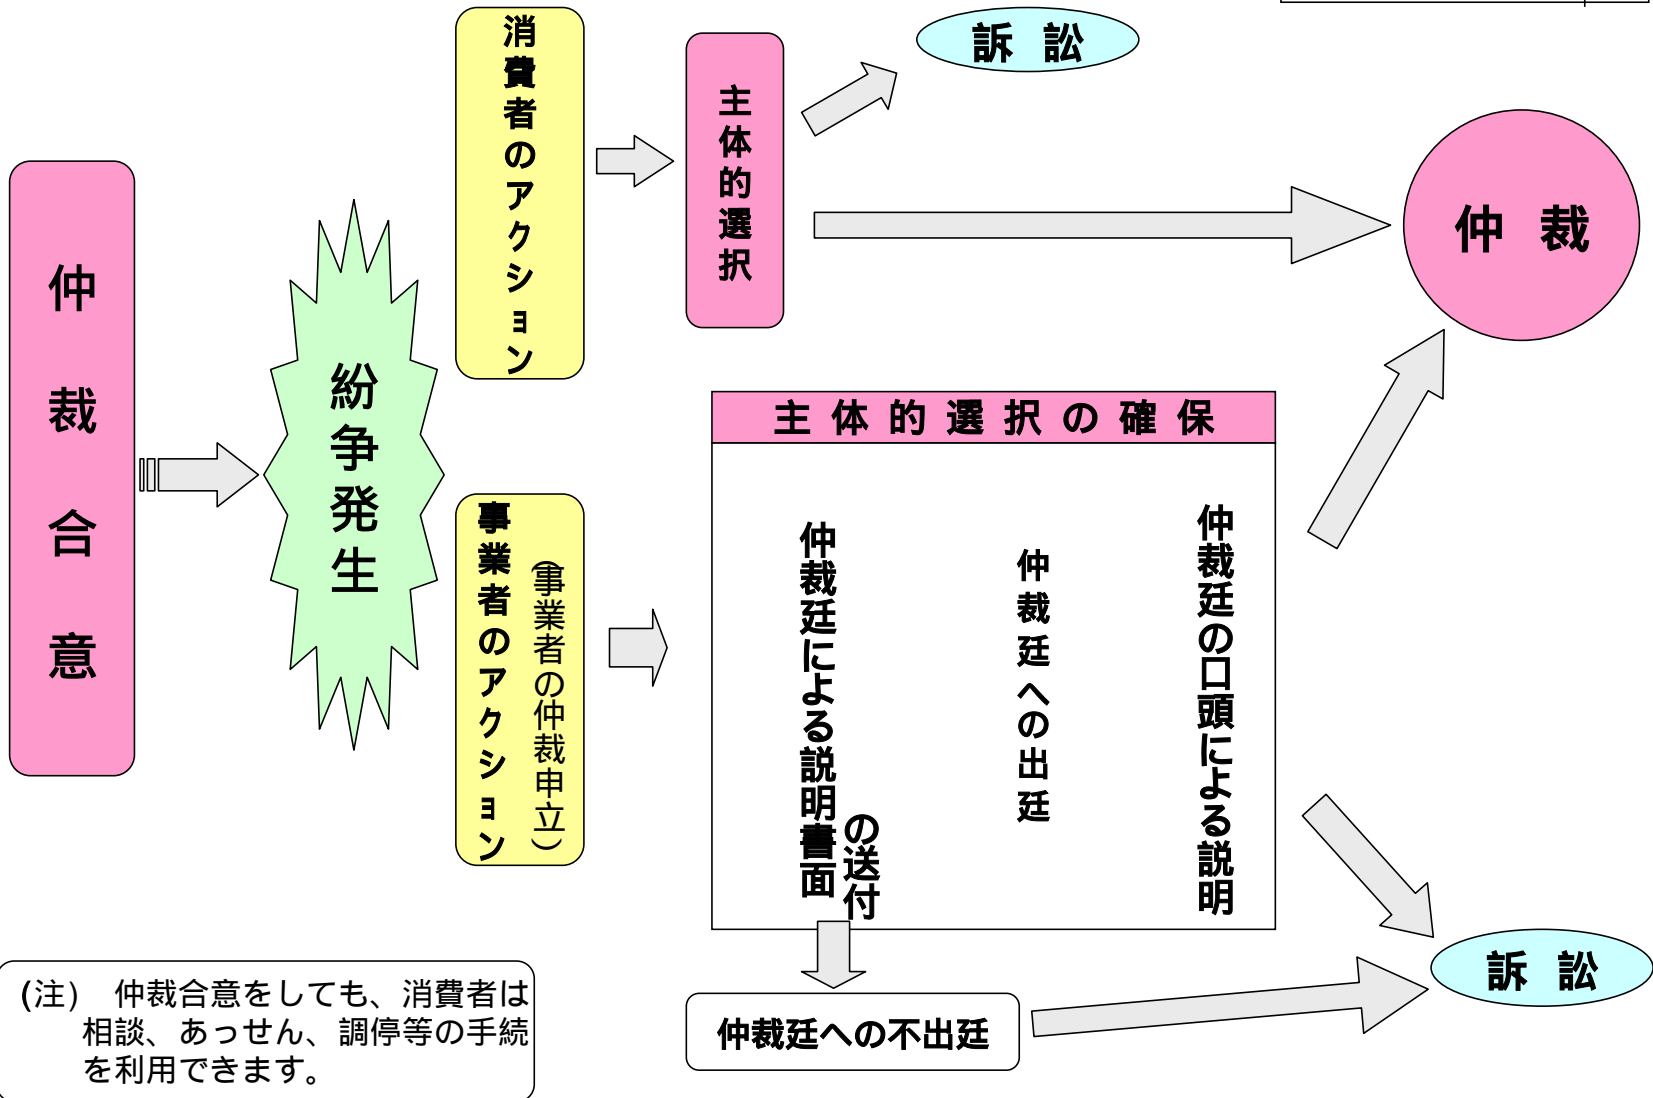 仲裁合意
紛争発生
消費者のアクション
主体的選択
訴訟
仲裁
事業者のアクション
（事業者の仲裁申立）
主体的選択の確保
仲裁廷による説明書面
の送付
仲裁廷への出廷
仲裁廷の口頭による説明
仲裁廷への不出廷
訴訟
(注)　仲裁合意をしても、消費者は
相談、あっせん、調停等の手続
を利用できます。